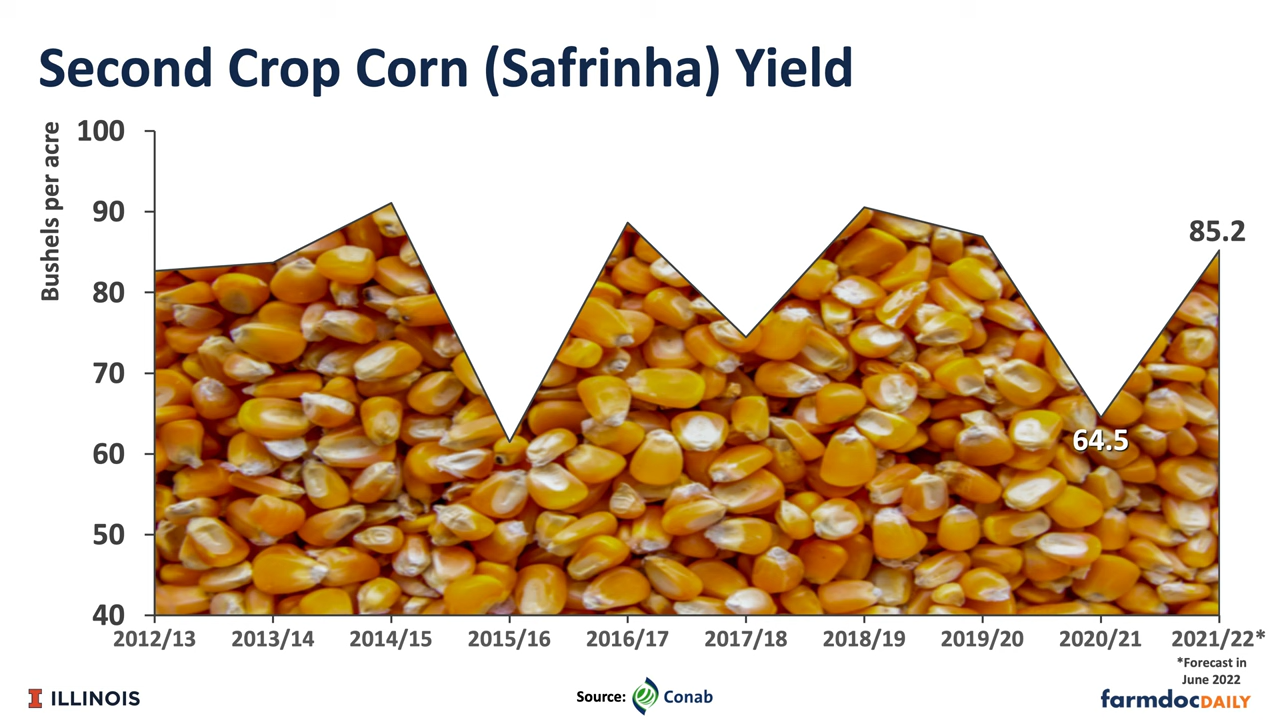 Second Crop Corn (Safrinha) Yield
Bushels per acre
100
90
80
70
60
50
40
85.2
64.5
2012/13 2013/14 2014/15 2015/16 2016/17 2017/18 2018/19 2019/20 2020/21 2021/22*
*Forecast in
June 2022
I ILLINOIS
Source: Conab
farmdocDAILY